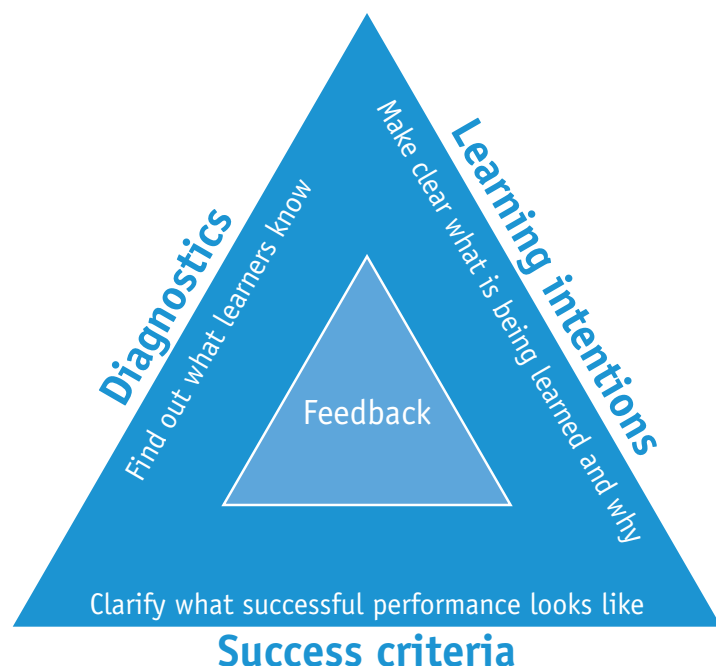 Diagnostics
Find out what learners know
Learning intentions
Make clear what is being learned and why
Feedback
Clarify what successful performance looks like
Success criteria